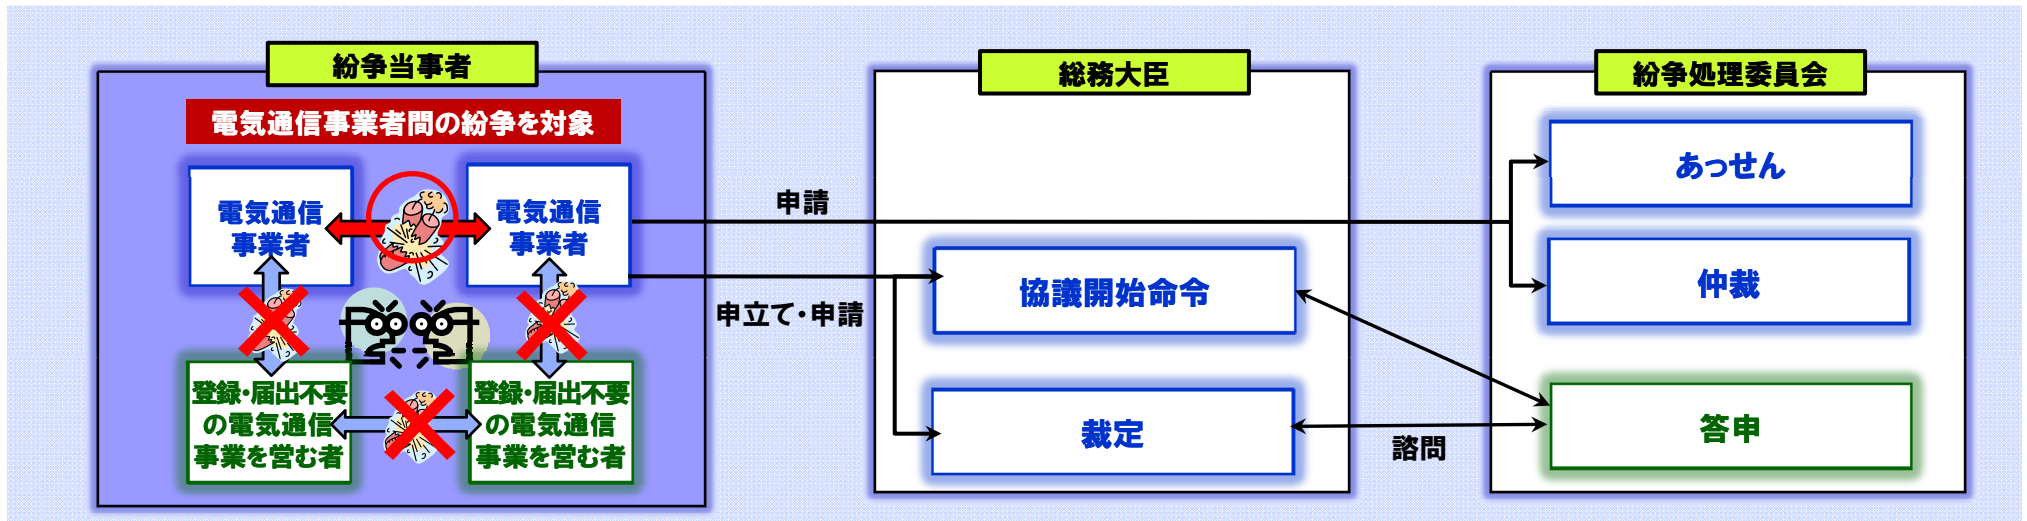 紛争当事者
電気通信事業者間の紛争を対象
電気通信
事業者
電気通信
事業者
登録・届出不要
の電気通信
事業を営む者
登録・届出不要
の電気通信
事業を営む者
申請
申立て・申請
総務大臣
協議開始命令
裁定
諮問
紛争処理委員会
あっせん
仲裁
答申